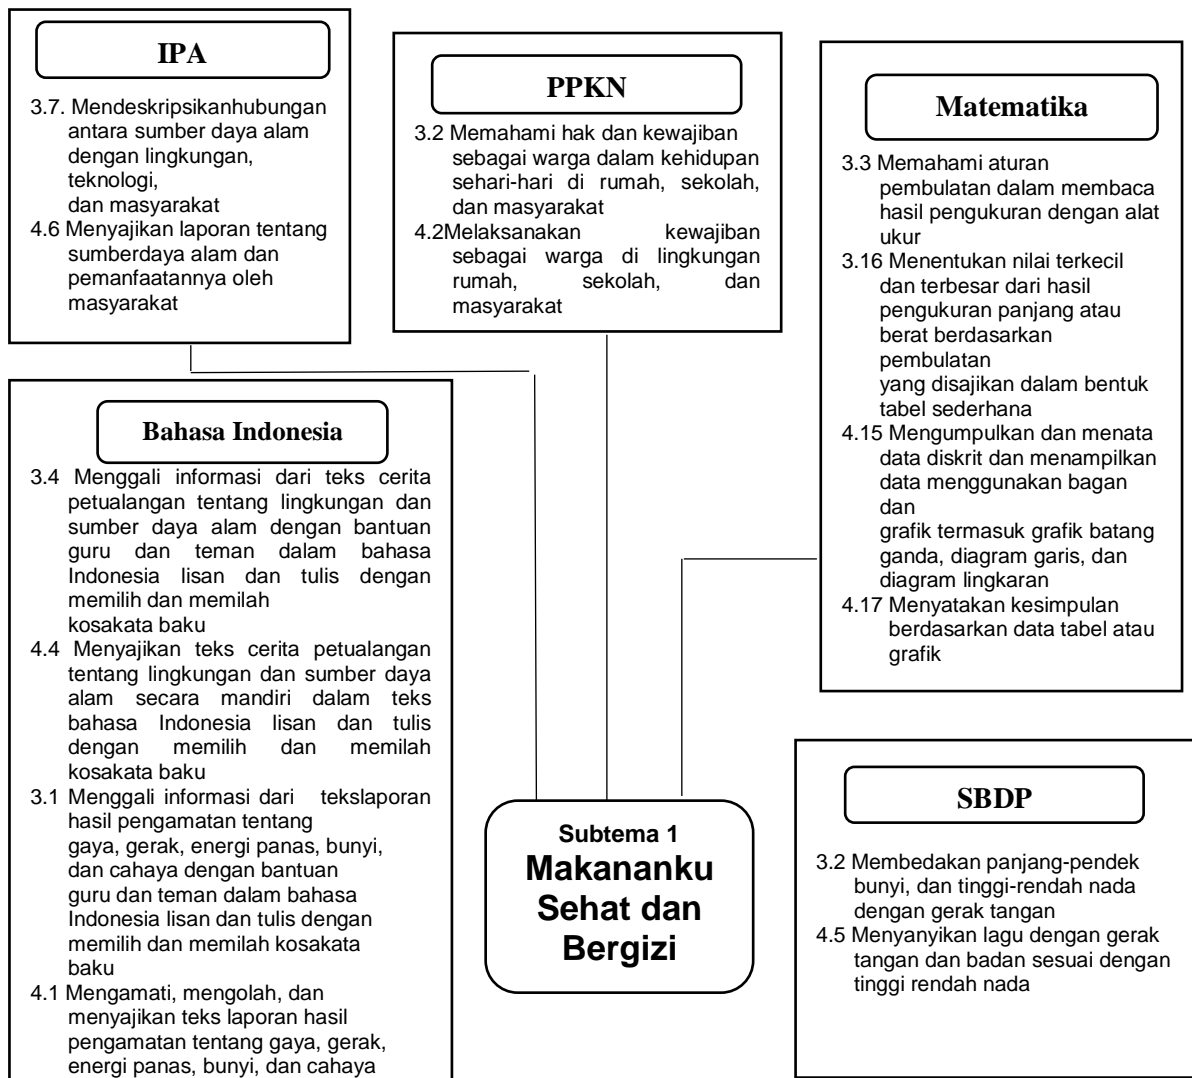 IPA
3.7. Mendeskripsikanhubungan
antara sumber daya alam
dengan lingkungan,
teknologi,
dan masyarakat
4.6 Menyajikan laporan tentang
sumberdaya alam dan
pemanfaatannya oleh
masyarakat
PPKN
3.2 Memahami hak dan kewajiban
sebagai warga dalam kehidupan
sehari-hari di rumah, sekolah,
dan masyarakat
4.2Melaksanakan kewajiban
sebagai warga di lingkungan
rumah, sekolah, dan
masyarakat
Matematika
3.3 Memahami aturan
pembulatan dalam membaca
hasil pengukuran dengan alat
ukur
3.16 Menentukan nilai terkecil
dan terbesar dari hasil
pengukuran panjang atau
berat berdasarkan
pembulatan
yang disajikan dalam bentuk
tabel sederhana
4.15 Mengumpulkan dan menata
data diskrit dan menampilkan
data menggunakan bagan
dan
grafik termasuk grafik batang
ganda, diagram garis, dan
diagram lingkaran
4.17 Menyatakan kesimpulan
berdasarkan data tabel atau
grafik
Bahasa Indonesia
3.4 Menggali informasi dari teks cerita
petualangan tentang lingkungan dan
sumber daya alam dengan bantuan
guru dan teman dalam bahasa
Indonesia lisan dan tulis dengan
memilih dan memilah
kosakata baku
4.4 Menyajikan teks cerita petualangan
tentang lingkungan dan sumber daya
alam secara mandiri dalam teks
bahasa Indonesia lisan dan tulis
dengan memilih dan memilah
kosakata baku
3.1 Menggali informasi dari tekslaporan
hasil pengamatan tentang
gaya, gerak, energi panas, bunyi,
dan cahaya dengan bantuan
guru dan teman dalam bahasa
Indonesia lisan dan tulis dengan
memilih dan memilah kosakata
baku
4.1 Mengamati, mengolah, dan
menyajikan teks laporan hasil
pengamatan tentang gaya, gerak,
energi panas, bunyi, dan cahaya
Subtema 1
Makananku
Sehat dan
Bergizi
SBDP
3.2 Membedakan panjang-pendek
bunyi, dan tinggi-rendah nada
dengan gerak tangan
4.5 Menyanyikan lagu dengan gerak
tangan dan badan sesuai dengan
tinggi rendah nada